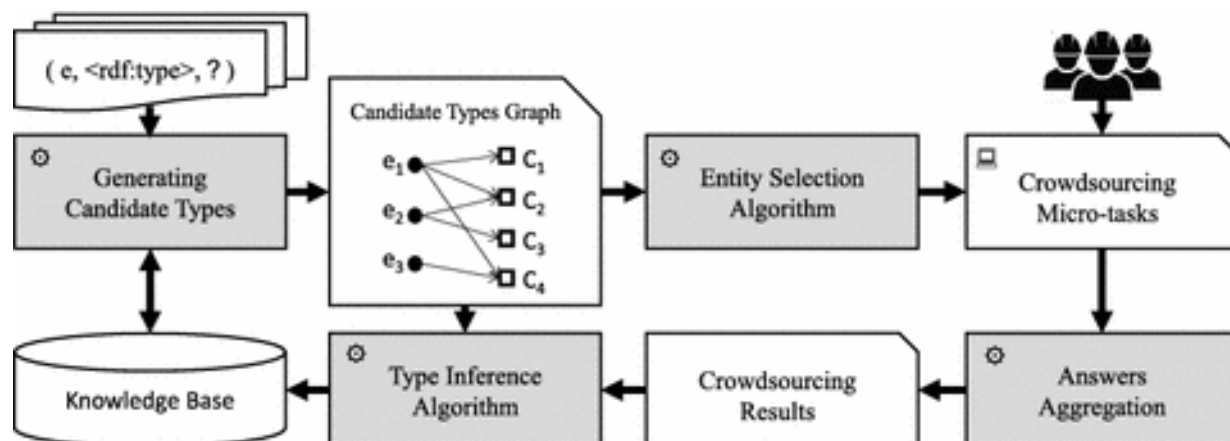 ( e, <rdf:type>, ? )
Generating
Candidate Types
Candidate Types Graph
e1
e2
e3
C1
C2
C3
C4
Entity Selection
Algorithm
Crowdsourcing
Micro-tasks
Knowledge Base
Type Inference
Algorithm
Crowdsourcing
Results
Answers
Aggregation